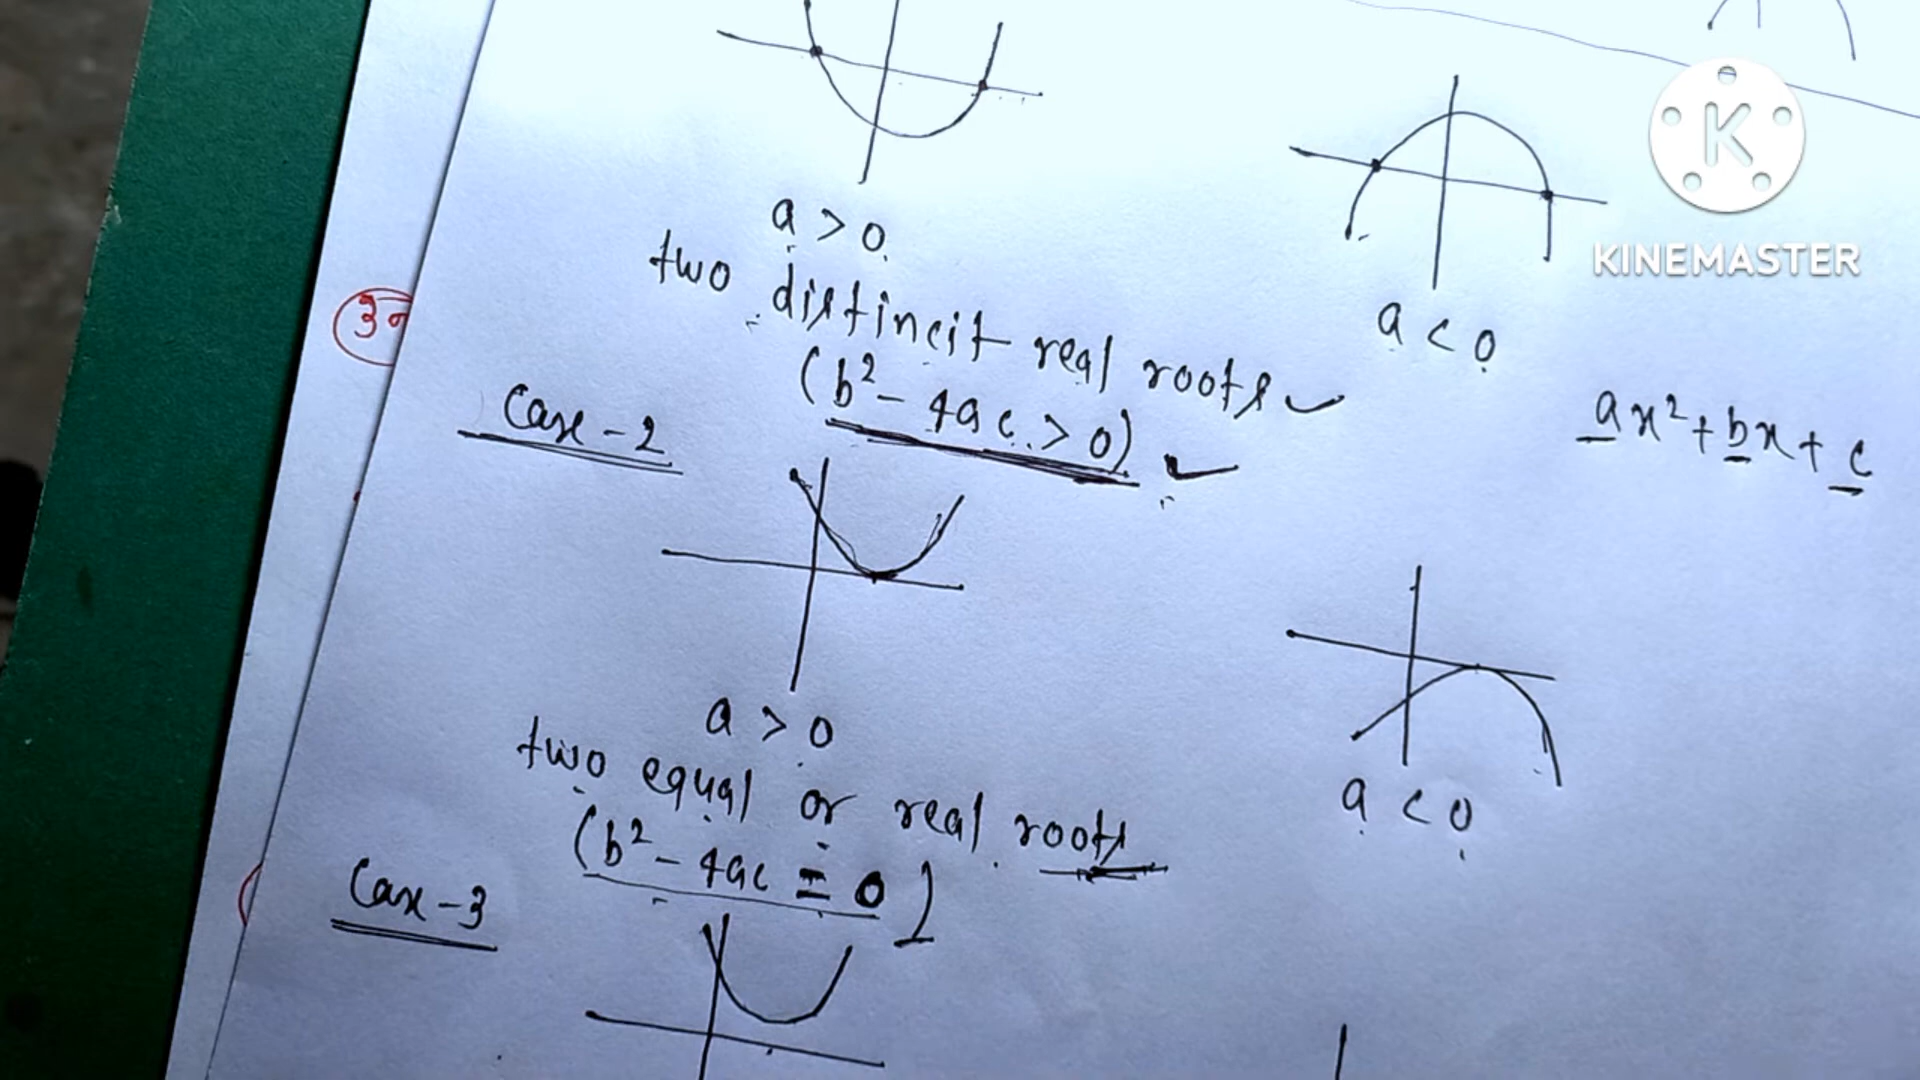 K
KINEMASTER
a > 0
a < 0
two distincit real roots
(b² - 4ac > 0)
ax² + bx + c
Case - 2
a > 0
a < 0
two equal or real roots
(b² - 4ac = 0)
Case - 3